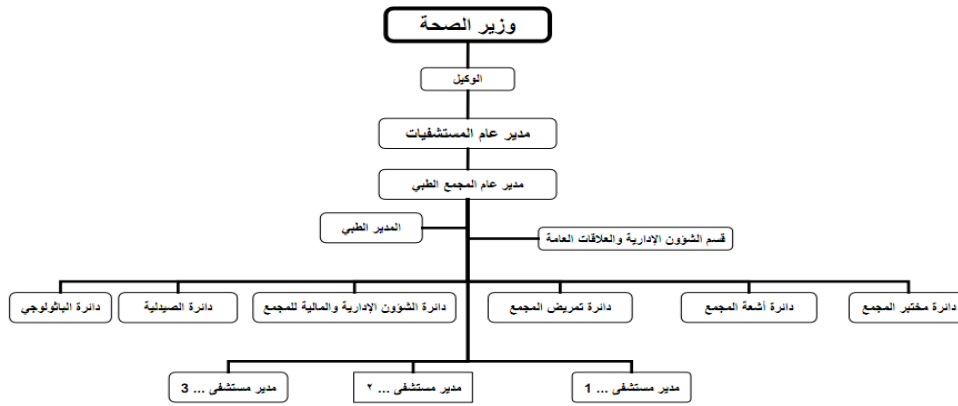 وزير الصحة
الوكيل
مدير عام المستشفيات
مدير عام المجمع الطبي
المدير الطبي
قسم الشؤون الإدارية والعلاقات العامة
دائرة مختبر المجمع
دائرة أشعة المجمع
دائرة تمريض المجمع
دائرة الشؤون الإدارية والمالية للمجمع
دائرة الصيدلية
دائرة الباثولوجي
مدير مستشفى ... 1
مدير مستشفى ... ٢
مدير مستشفى ... 3